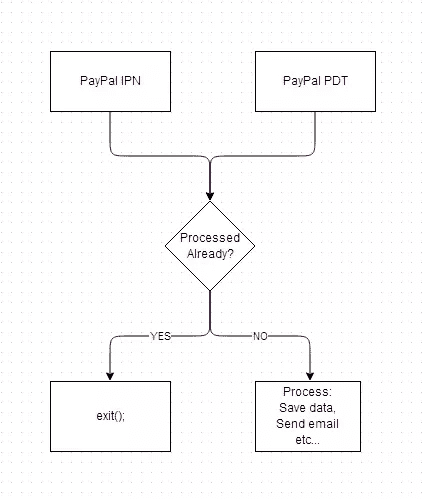 PayPal IPN
PayPal PDT
Processed
Already?
YES
NO
exit();
Process:
Save data,
Send email
etc...